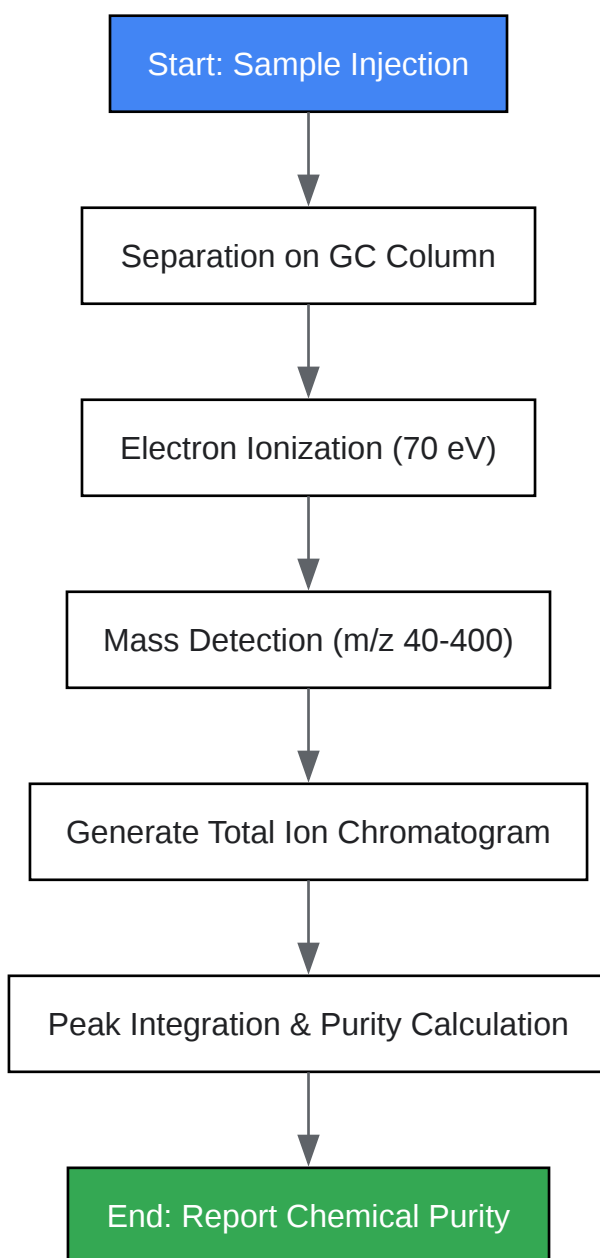 Start: Sample Injection
Separation on GC Column
Electron Ionization (70 eV)
Mass Detection (m/z 40-400)
Generate Total Ion Chromatogram
Peak Integration & Purity Calculation
End: Report Chemical Purity